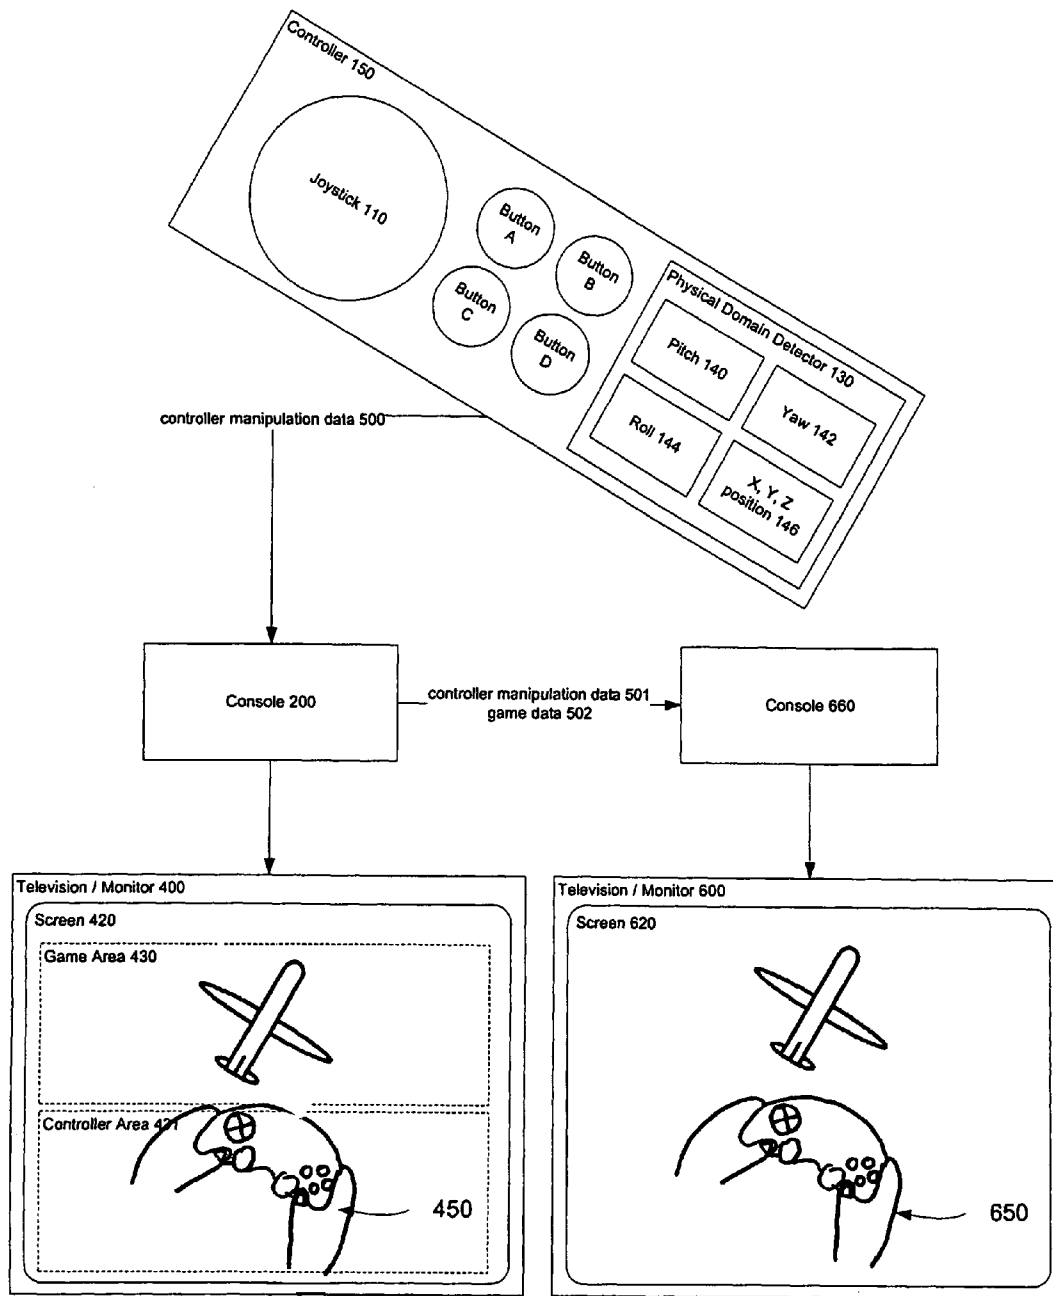 Controller 150
Joystick 110
Button
A
Button
B
Button
C
Button
D
Physical Domain Detector 130
Pitch 140
Yaw 142
Roll 144
X, Y, Z
position 146
controller manipulation data 500
Console 200
controller manipulation data 501
game data 502
Console 660
Television / Monitor 400
Screen 420
Game Area 430
Controller Area 421
450
Television / Monitor 600
Screen 620
650